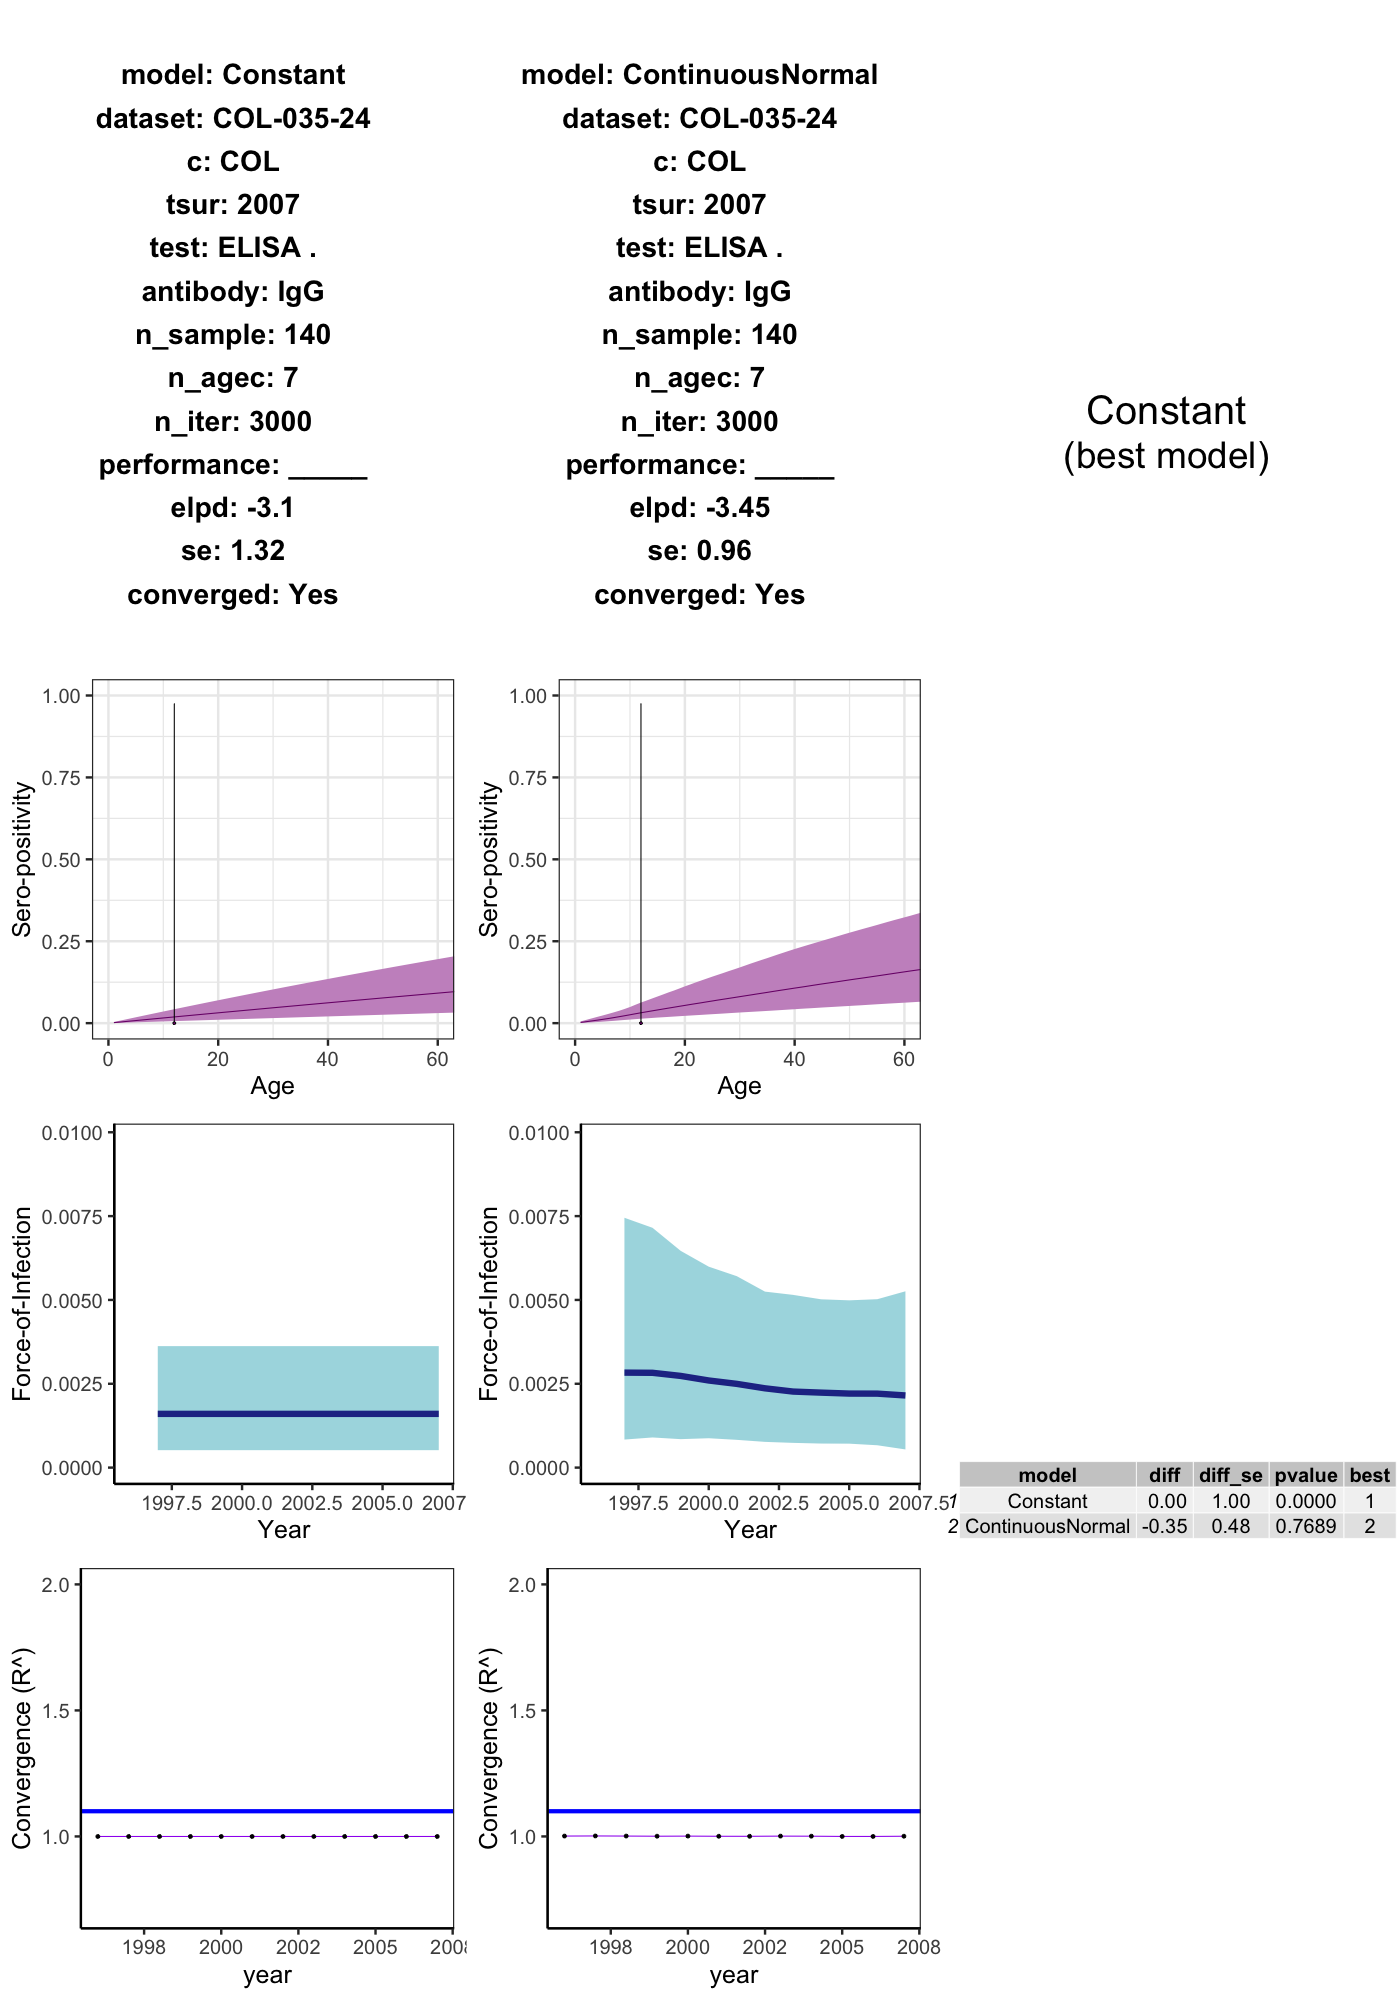 model: Constant
dataset: COL-035-24
c: COL
tsur: 2007
test: ELISA .
antibody: IgG
n_sample: 140
n_agec: 7
n_iter: 3000
performance: _____
elpd: -3.1
se: 1.32
converged: Yes
model: ContinuousNormal
dataset: COL-035-24
c: COL
tsur: 2007
test: ELISA .
antibody: IgG
n_sample: 140
n_agec: 7
n_iter: 3000
performance: _____
elpd: -3.45
se: 0.96
converged: Yes
Constant
(best model)
Sero-positivity
1.00
0.75
0.50
0.25
0.00
0 20 40 60
Age
Sero-positivity
1.00
0.75
0.50
0.25
0.00
0 20 40 60
Age
Force-of-Infection
0.0100
0.0075
0.0050
0.0025
0.0000
1997.5 2000.0 2002.5 2005.0 2007
Year
Force-of-Infection
0.0100
0.0075
0.0050
0.0025
0.0000
1997.5 2000.0 2002.5 2005.0 2007.5
Year
model diff diff_se pvalue best
1 Constant 0.00 1.00 0.0000 1
2 ContinuousNormal -0.35 0.48 0.7689 2
Convergence (R^)
2.0
1.5
1.0
1998 2000 2002 2005 2008
year
Convergence (R^)
2.0
1.5
1.0
1998 2000 2002 2005 2008
year